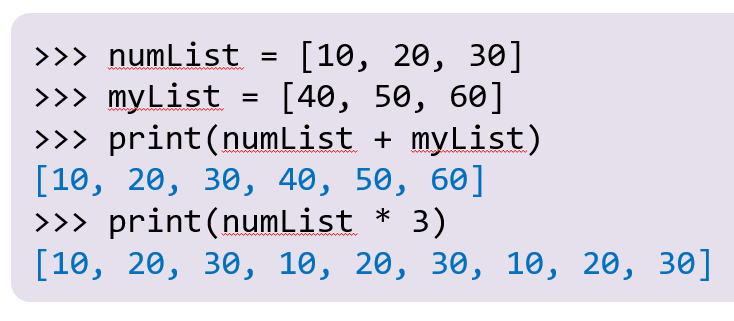 >>> numList = [10, 20, 30]
>>> myList = [40, 50, 60]
>>> print(numList + myList)
[10, 20, 30, 40, 50, 60]
>>> print(numList * 3)
[10, 20, 30, 10, 20, 30, 10, 20, 30]